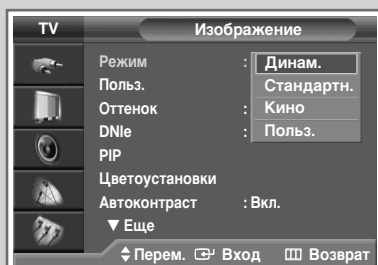 TV Изображение
Режим : Динам.
Польз. Стандартн.
Оттенок : Кино
DNIe : Польз.
PIP
Цветоустановки
Автоконтраст : Вкл.
▼ Еще
Перем. Вход Возврат